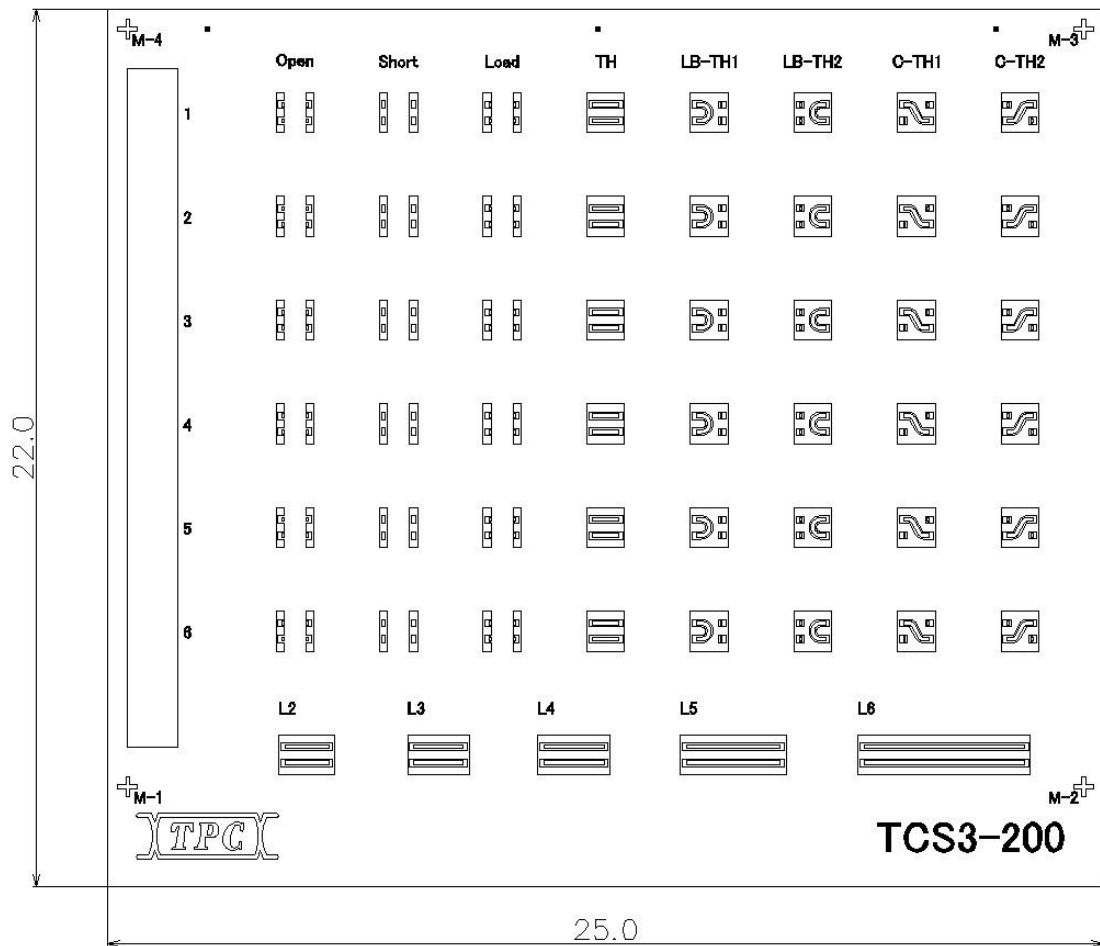 M-4 M-3
Open Short Load TH LB-TH1 LB-TH2 C-TH1 C-TH2
1
2
3
4
5
6
22.0
L2 L3 L4 L5 L6
M-1 M-2
TPC TCS3-200
25.0